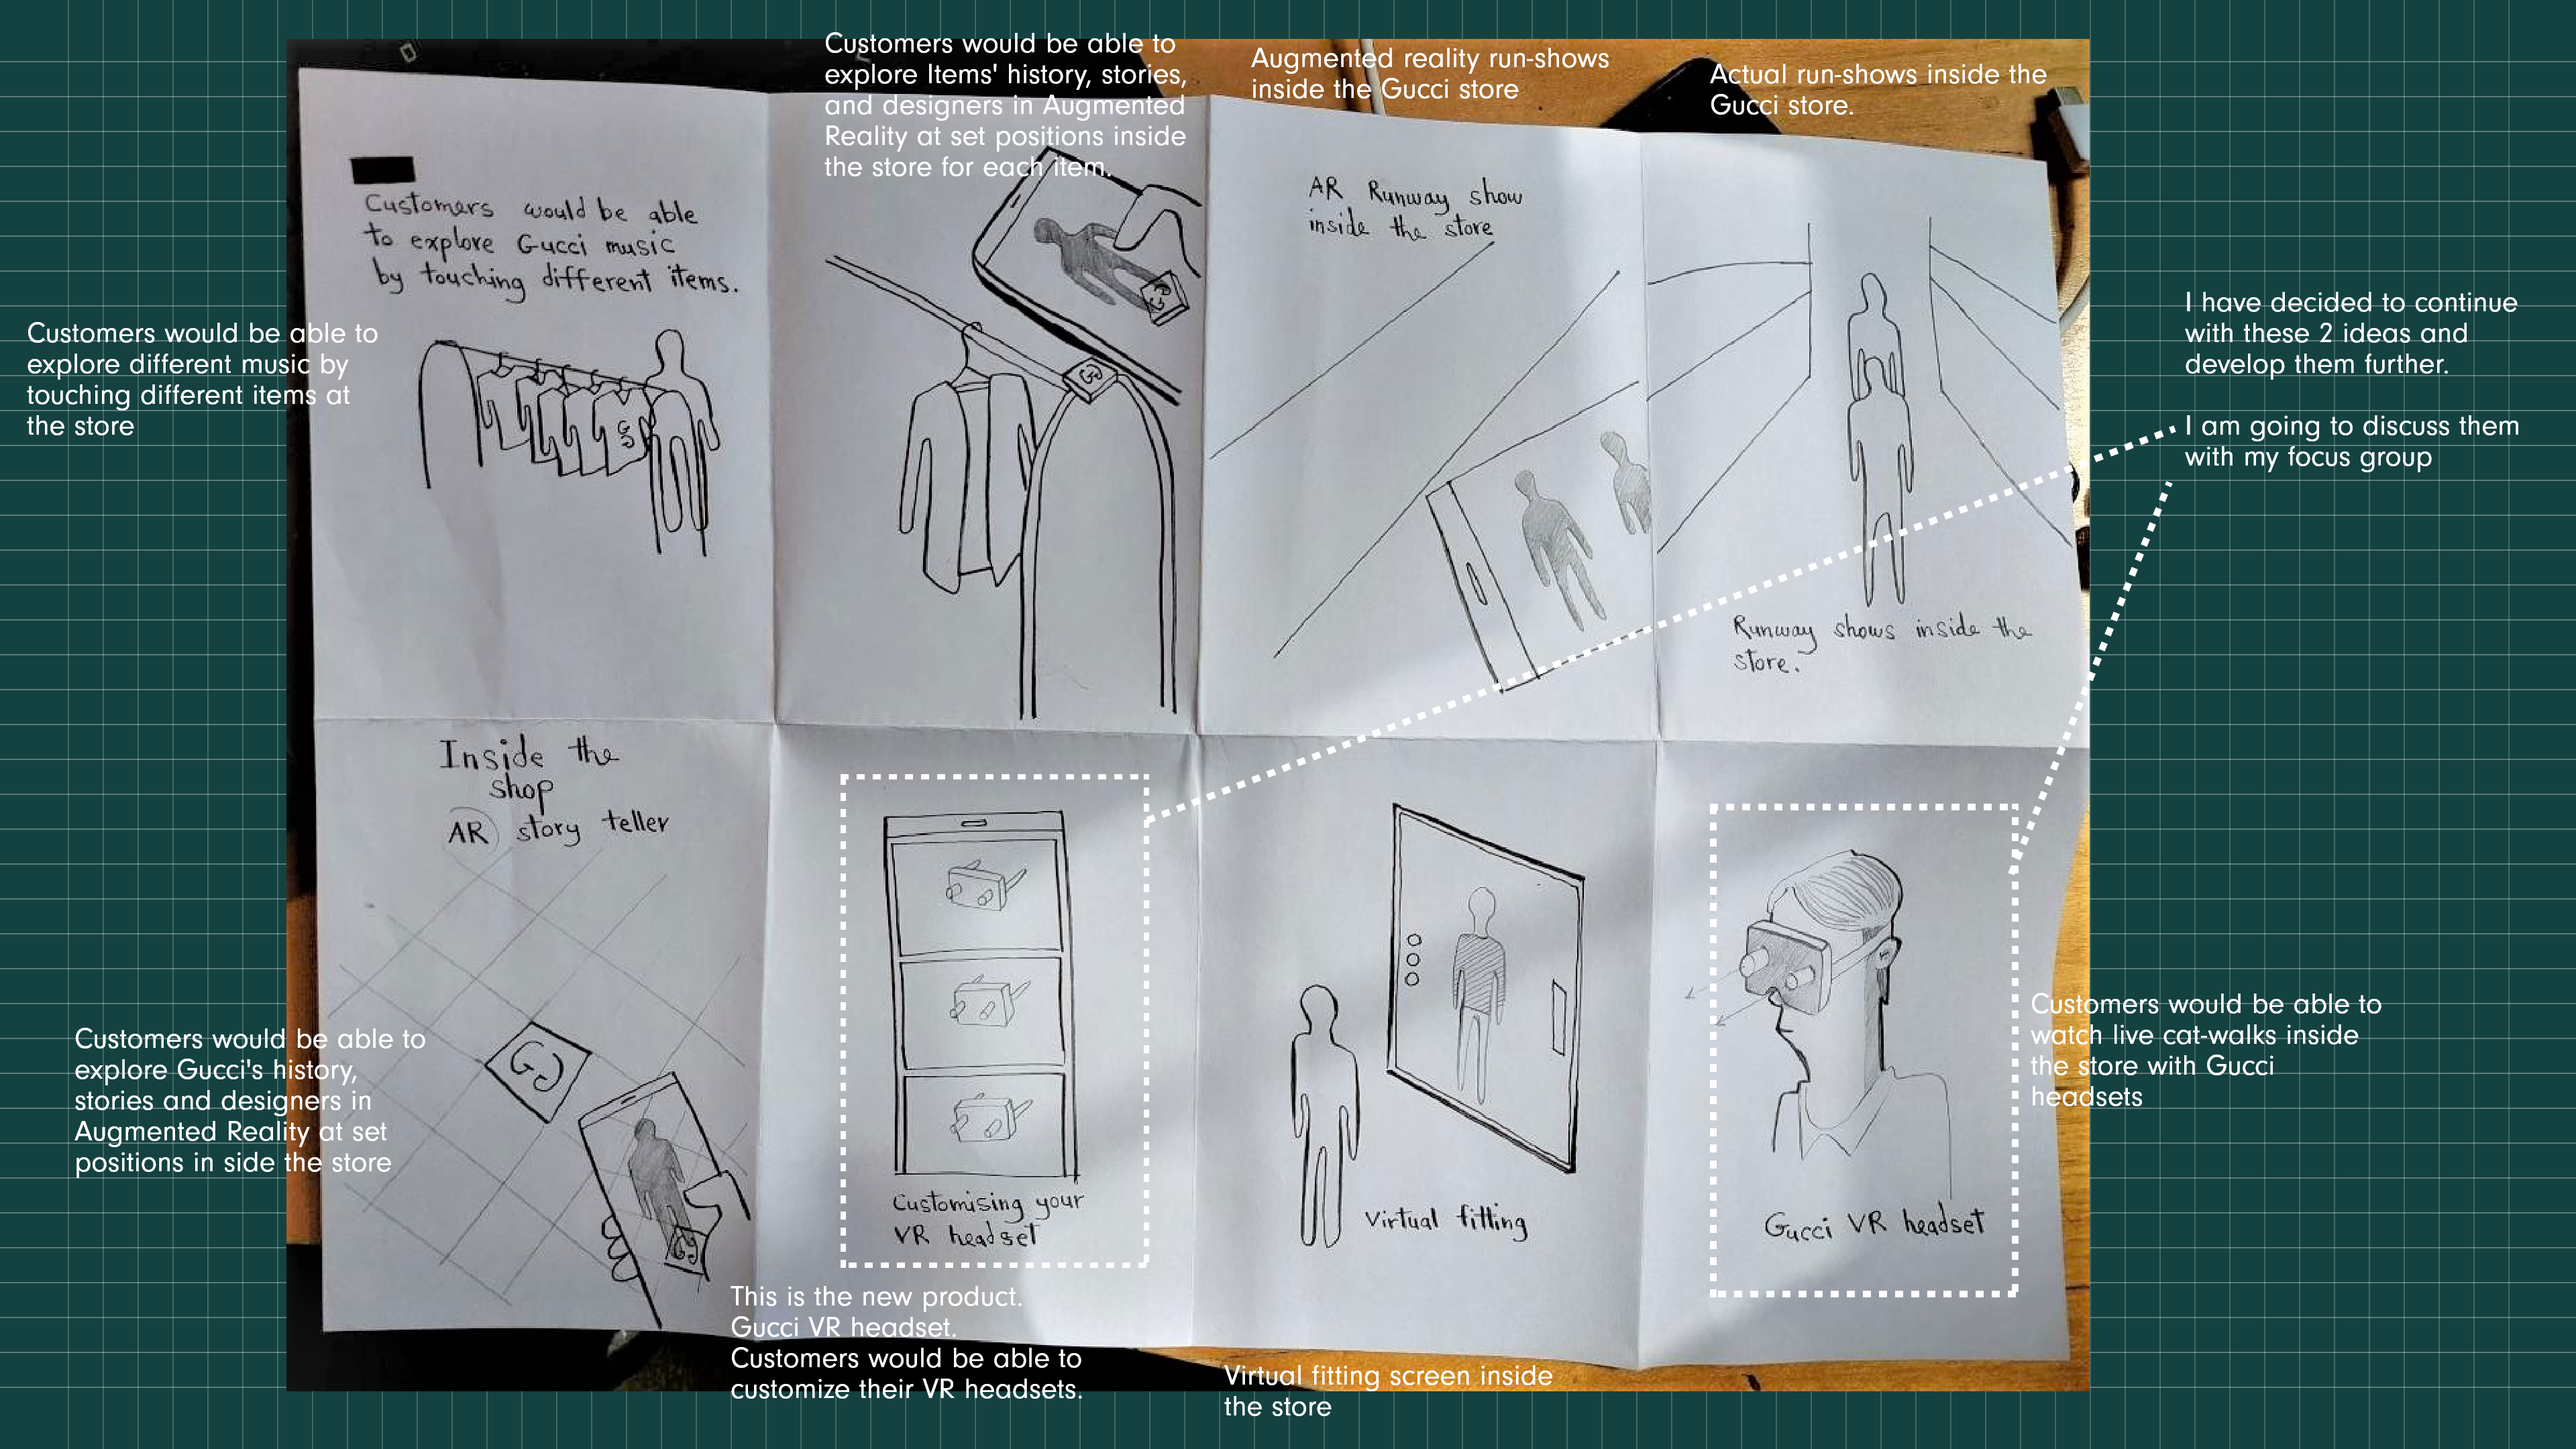 Customers would be able to
explore Items' history, stories,
and designers in Augmented
Reality at set positions inside
the store for each item.
Augmented reality run-shows
inside the Gucci store
Actual run-shows inside the
Gucci store.
Customers would be able
to explore Gucci music
by touching different items.
AR Runway show
inside the store
Customers would be able to
explore different music by
touching different items at
the store
I have decided to continue
with these 2 ideas and
develop them further.
I am going to discuss them
with my focus group
Runway shows inside the
store.
Inside the
shop
AR story teller
Customers would be able to
explore Gucci's history,
stories and designers in
Augmented Reality at set
positions in side the store
Customising your
VR headset
Virtual fitting
Gucci VR headset
Customers would be able to
watch live cat-walks inside
the store with Gucci
headsets
This is the new product.
Gucci VR headset.
Customers would be able to
customize their VR headsets.
Virtual fitting screen inside
the store